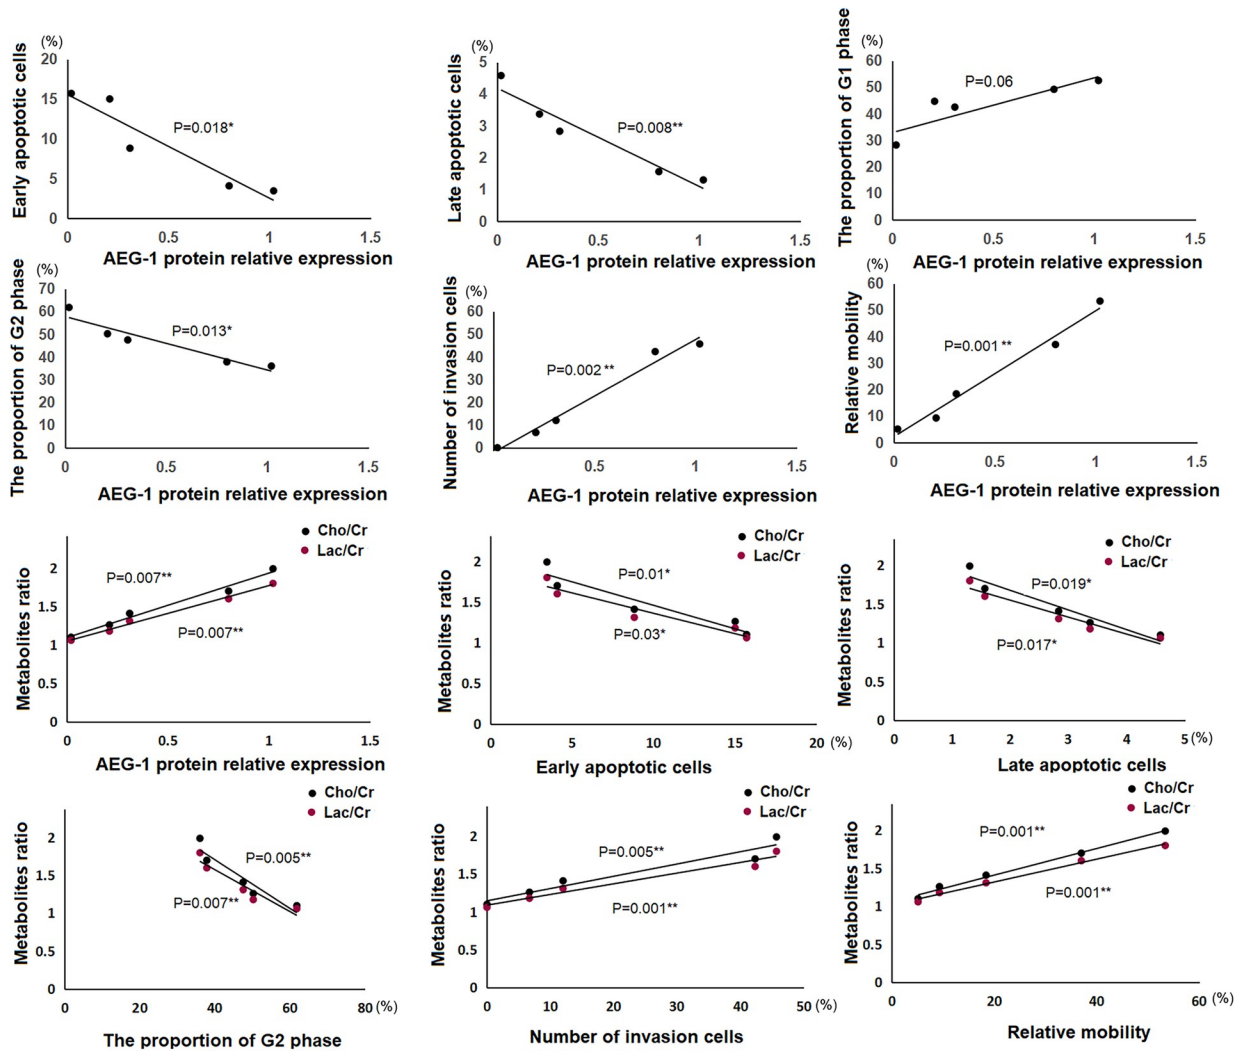 (%)
Early apoptotic cells
20
15
10
5
0
P=0.018*
0 0.5 1 1.5
AEG-1 protein relative expression
(%)
Late apoptotic cells
5
4
3
2
1
0
P=0.008**
0 0.5 1 1.5
AEG-1 protein relative expression
(%)
The proportion of G1 phase
60
50
40
30
20
10
0
P=0.06
0 0.5 1 1.5
AEG-1 protein relative expression
(%)
The proportion of G2 phase
70
60
50
40
30
20
10
0
P=0.013*
0 0.5 1 1.5
AEG-1 protein relative expression
(%)
Number of invasion cells
60
50
40
30
20
10
0
P=0.002 **
0.5 1 1.5
AEG-1 protein relative expression
(%)
Relative mobility
60
50
40
30
20
10
0
P=0.001 **
0 0.5 1 1.5
AEG-1 protein relative expression
Cho/Cr
Lac/Cr
Metabolites ratio
2
1.5
1
0.5
0
P=0.007**
P=0.007**
0 0.5 1 1.5
AEG-1 protein relative expression
Cho/Cr
Lac/Cr
Metabolites ratio
2
1.5
1
0.5
0
P=0.01*
P=0.03*
0 5 10 15 20 (%)
Early apoptotic cells
Cho/Cr
Lac/Cr
Metabolites ratio
2
1.5
1
0.5
0
P=0.019*
P=0.017*
0 1 2 3 4 5 (%)
Late apoptotic cells
Cho/Cr
Lac/Cr
Metabolites ratio
2
1.5
1
0.5
0
P=0.005**
P=0.007**
0 20 40 60 80 (%)
The proportion of G2 phase
Cho/Cr
Lac/Cr
Metabolites ratio
2
1.5
1
0.5
0
P=0.005**
P=0.001**
0 10 20 30 40 50 (%)
Number of invasion cells
Cho/Cr
Lac/Cr
Metabolites ratio
2
1.5
1
0.5
0
P=0.001**
P=0.001**
0 20 40 60 (%)
Relative mobility